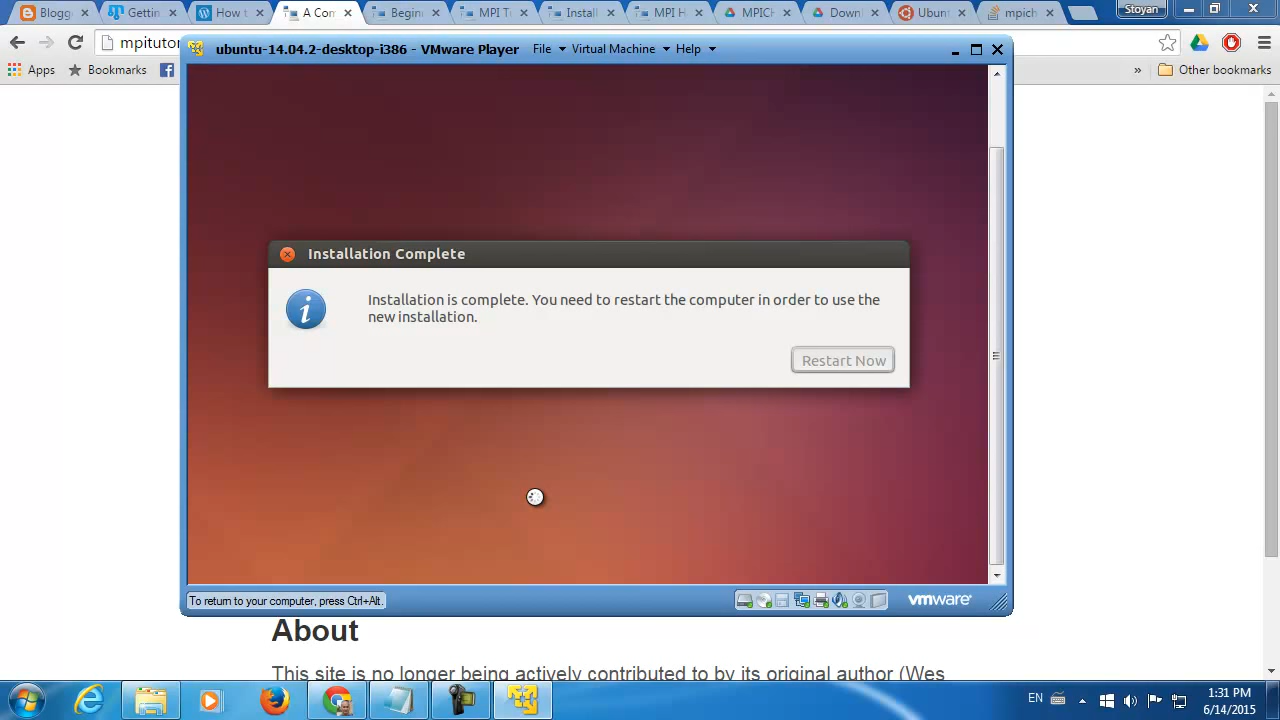 Blogg
Gettin
How t
A Com
Begin
MPI T
Install
MPI H
MPICH
Down
Ubunt
mpich
Stoyan
mpitutor
Apps
Bookmarks
»
Other bookmarks
ubuntu-14.04.2-desktop-i386 - VMware Player
File
Virtual Machine
Help
Installation Complete
Installation is complete. You need to restart the computer in order to use the
new installation.
Restart Now
To return to your computer, press Ctrl+Alt.
vmware
About
This site is no longer being actively contributed to by its original author (Wes
EN
1:31 PM
6/14/2015